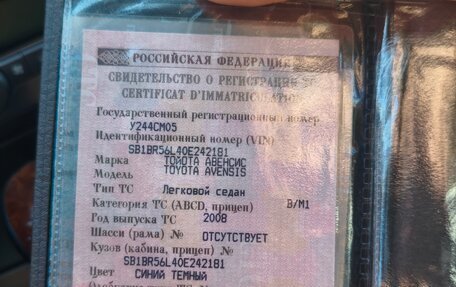 РОССИЙСКАЯ ФЕДЕРАЦИЯ
СВИДЕТЕЛЬСТВО О РЕГИСТРАЦИИ ТС
CERTIFICAT D'IMMATRICULATION
Государственный регистрационный номер
У244СМ05
Идентификационный номер (VIN)
SB1BR56L40E242181
Марка ТОЙОТА АВЕНСИС
Модель TOYOTA AVENSIS
Тип ТС Легковой седан
Категория ТС (ABCD, прицеп) B/M1
Год выпуска ТС 2008
Шасси (рама) № ОТСУТСТВУЕТ
Кузов (кабина, прицеп) №
SB1BR56L40E242181
Цвет СИНИЙ ТЕМНЫЙ